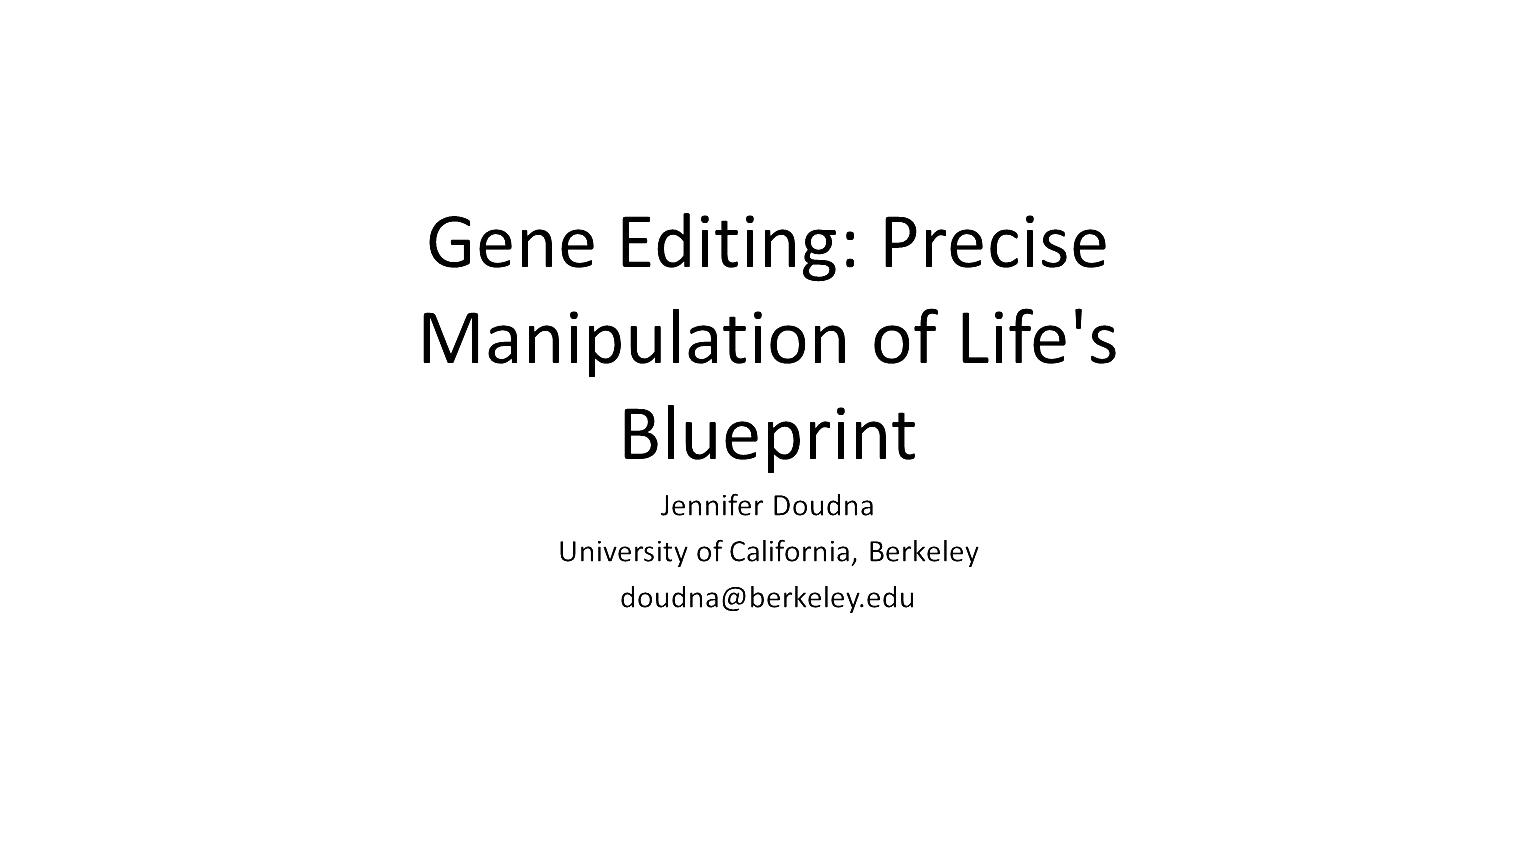 Gene Editing: Precise
Manipulation of Life's
Blueprint
Jennifer Doudna
University of California, Berkeley
doudna@berkeley.edu